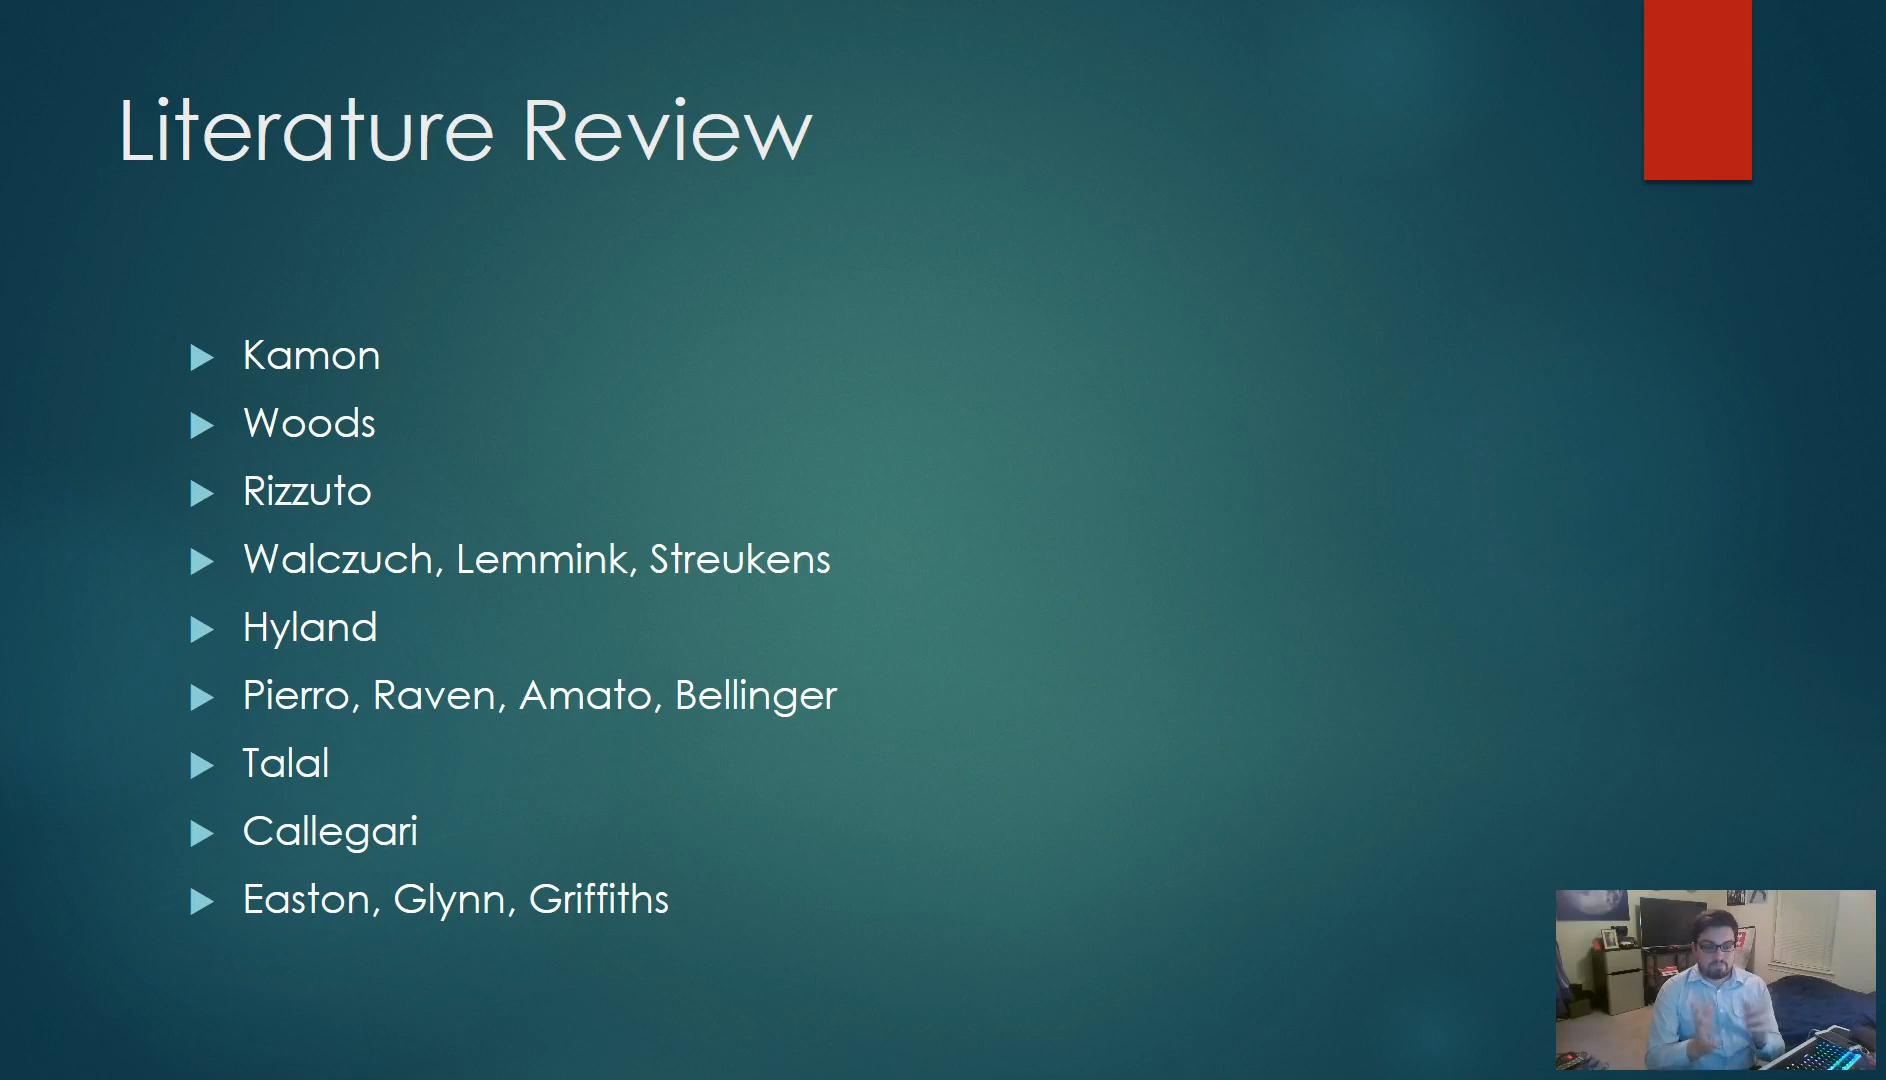 Literature Review
Kamon
Woods
Rizzuto
Walczuch, Lemmink, Streukens
Hyland
Pierro, Raven, Amato, Bellinger
Talal
Callegari
Easton, Glynn, Griffiths